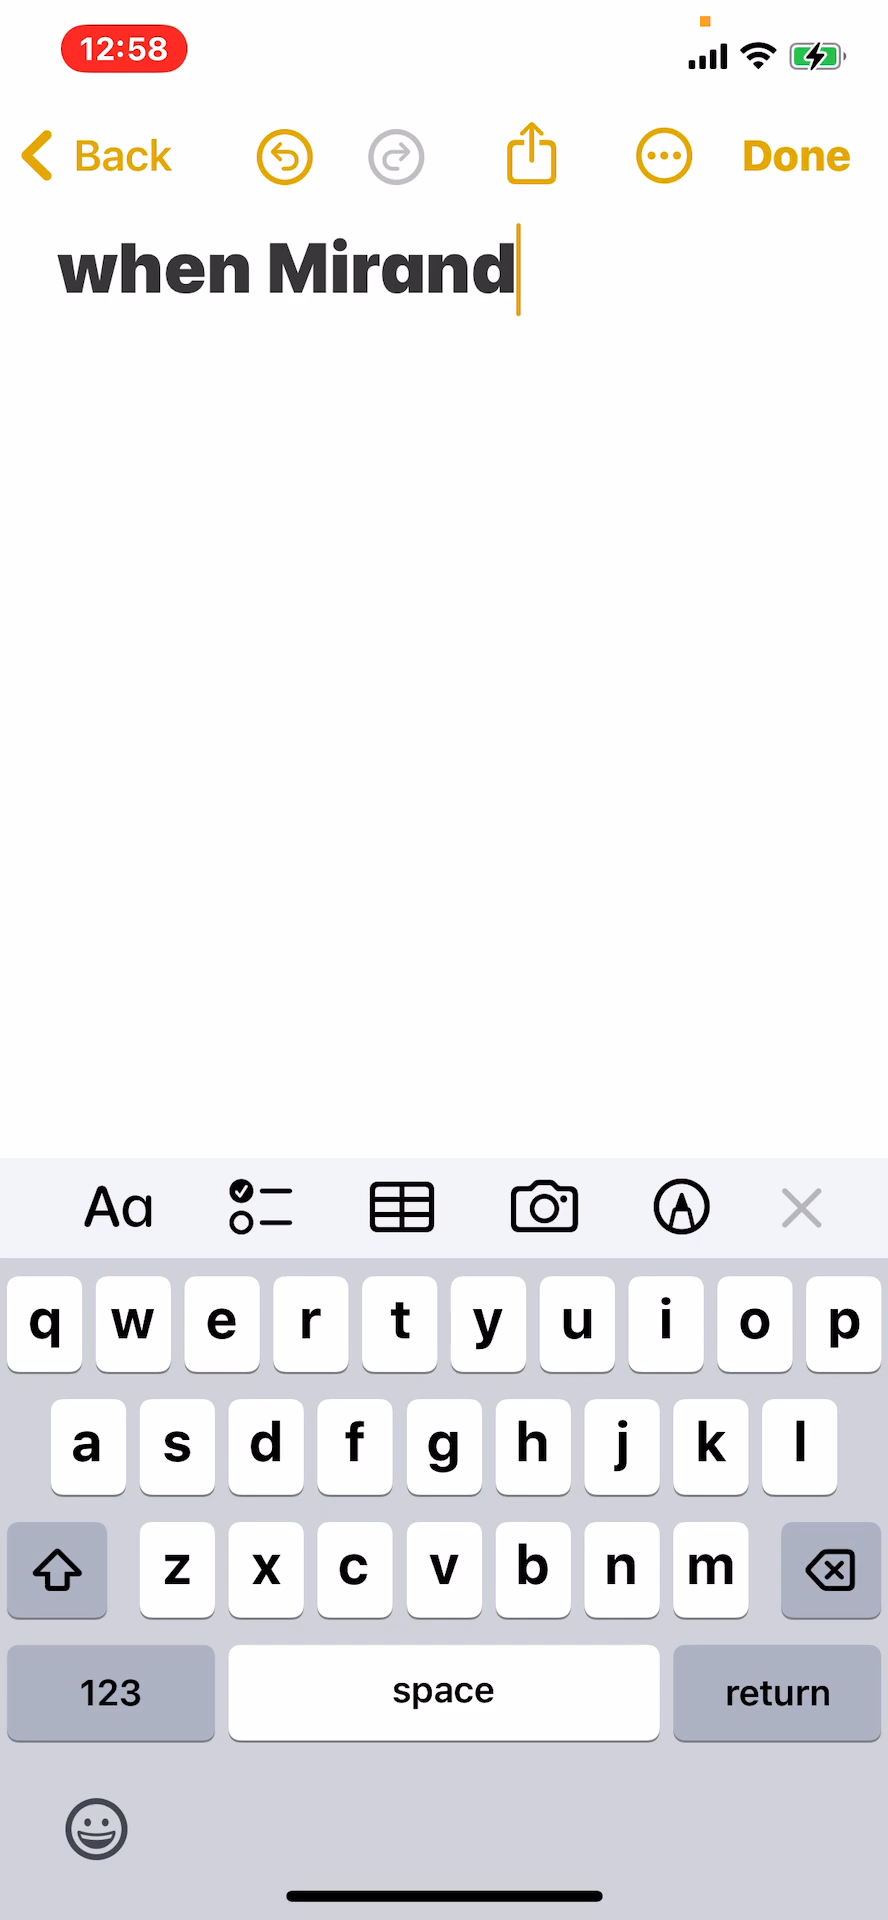 12:58
Back Done
when Mirand
Aa
q w e r t y u i o p
a s d f g h j k l
z x c v b n m
123 space return